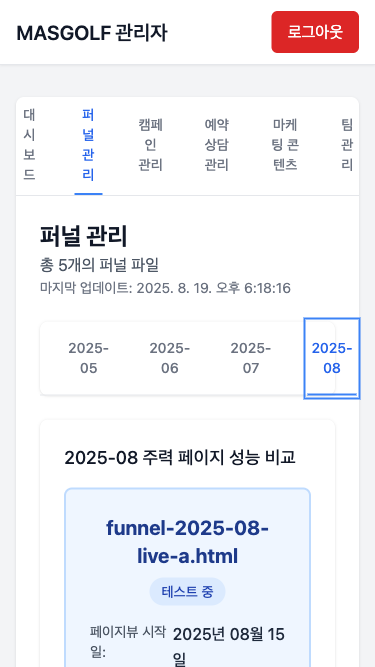 MASGOLF 관리자
로그아웃
대
시
보
드
퍼
널
관
리
캠페
인
관리
예약
상담
관리
마케
팅 콘
텐츠
팀
관
리
퍼널 관리
총 5개의 퍼널 파일
마지막 업데이트: 2025. 8. 19. 오후 6:18:16
2025-
05
2025-
06
2025-
07
2025-
08
2025-08 주력 페이지 성능 비교
funnel-2025-08-
live-a.html
테스트 중
페이지뷰 시작
일:
2025년 08월 15
일